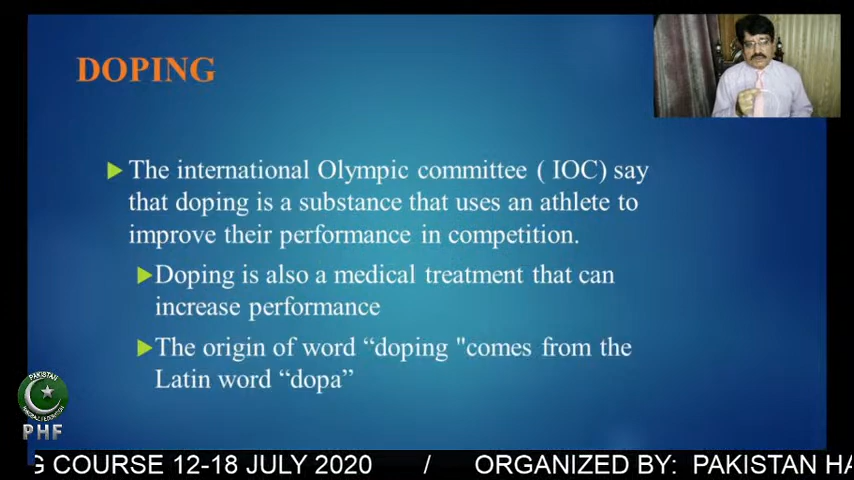 DOPING
The international Olympic committee ( IOC) say
that doping is a substance that uses an athlete to
improve their performance in competition.
Doping is also a medical treatment that can
increase performance
The origin of word “doping "comes from the
Latin word “dopa”
PAKISTAN
PHF
G COURSE 12-18 JULY 2020 / ORGANIZED BY: PAKISTAN HA